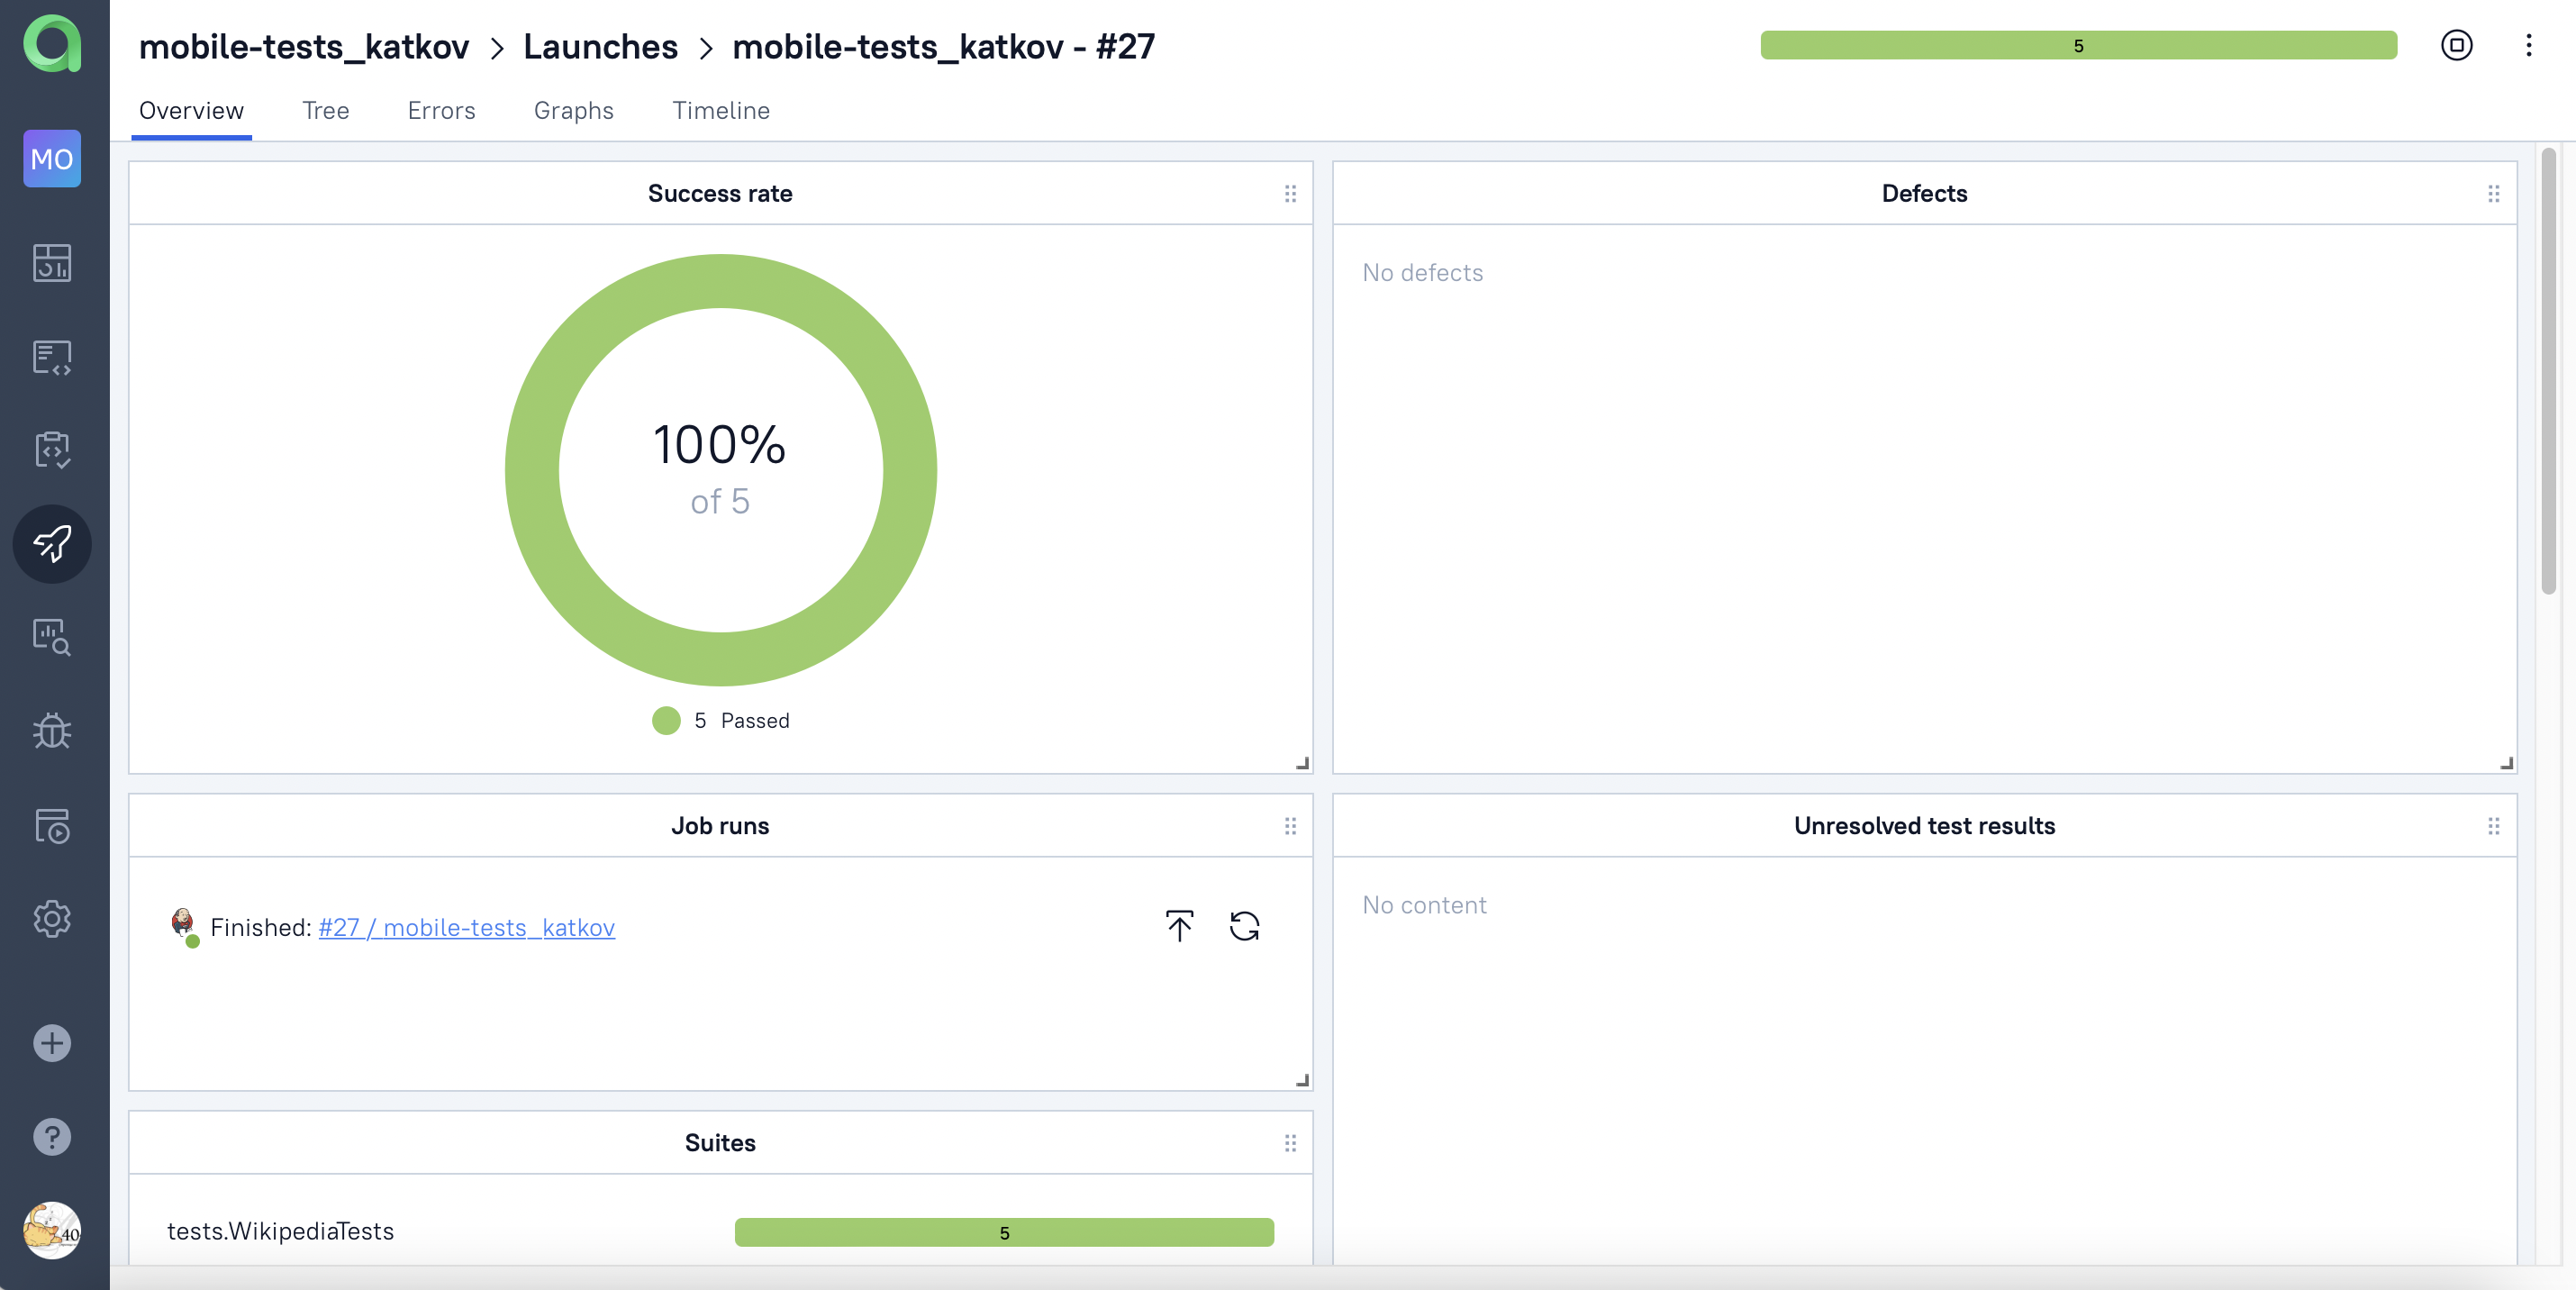 mobile-tests_katkov > Launches > mobile-tests_katkov - #27
5
Overview Tree Errors Graphs Timeline
MO
Success rate
100%
of 5
5 Passed
Defects
No defects
Job runs
Finished: #27 / mobile-tests_katkov
Unresolved test results
No content
Suites
tests.WikipediaTests 5
40